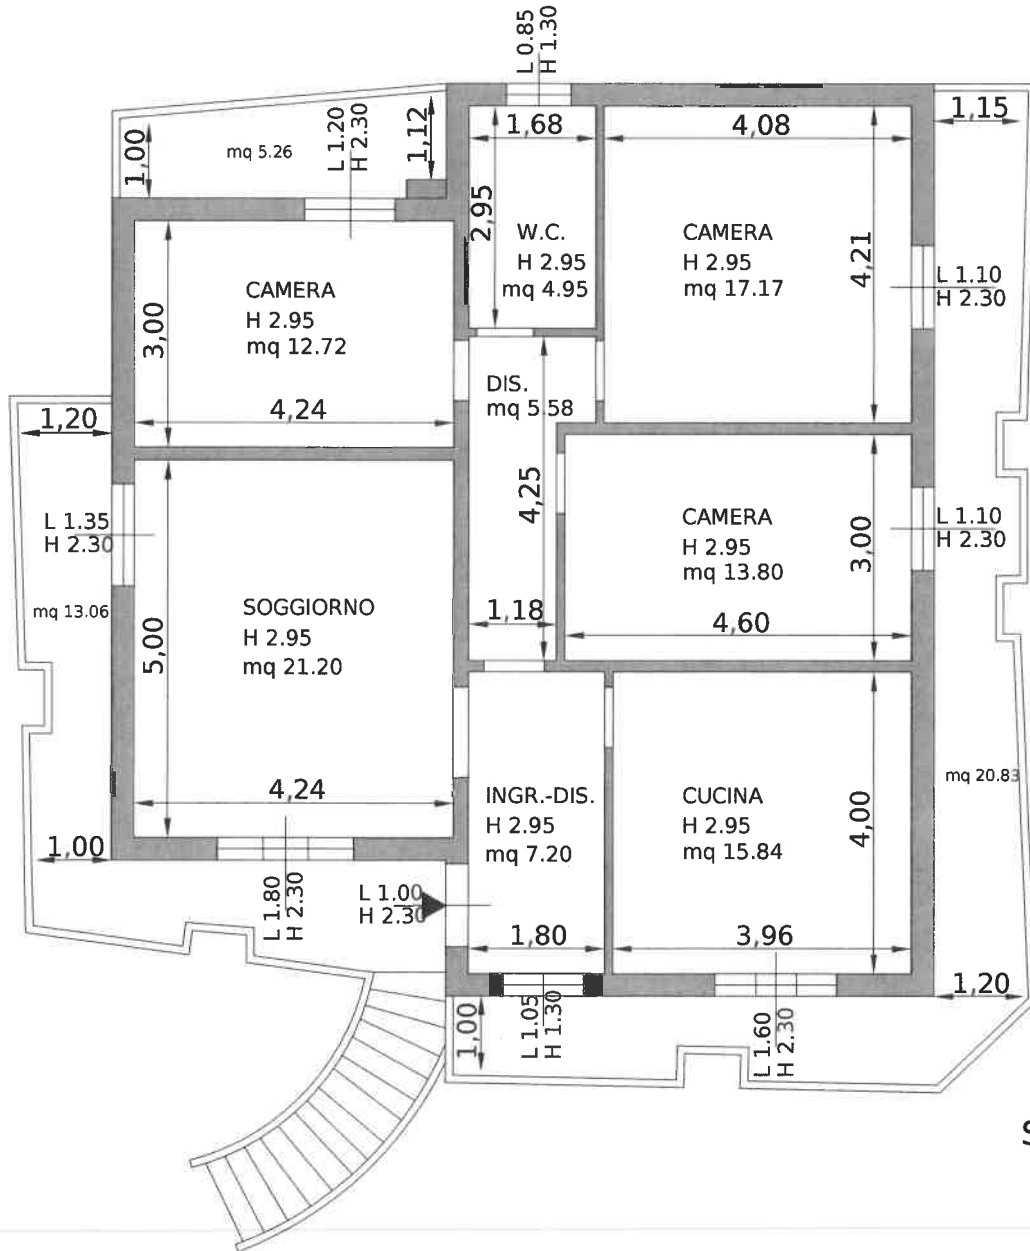 L 0.85
H 1.30
1,15
1,00
mq 5.26
L 1.20
H 2.30
1,12
1,68
4,08
2,95
W.C.
H 2.95
mq 4.95
CAMERA
H 2.95
mq 17.17
4,21
L 1.10
H 2.30
CAMERA
H 2.95
mq 12.72
3,00
4,24
DIS.
mq 5.58
1,20
4,25
L 1.35
H 2.30
CAMERA
H 2.95
mq 13.80
3,00
L 1.10
H 2.30
mq 13.06
SOGGIORNO
H 2.95
mq 21.20
5,00
1,18
4,60
4,24
INGR.-DIS.
H 2.95
mq 7.20
CUCINA
H 2.95
mq 15.84
4,00
mq 20.83
1,00
L 1.80
H 2.30
L 1.00
H 2.30
1,80
3,96
1,20
1,00
L 1.05
H 1.30
L 1.60
H 2.30